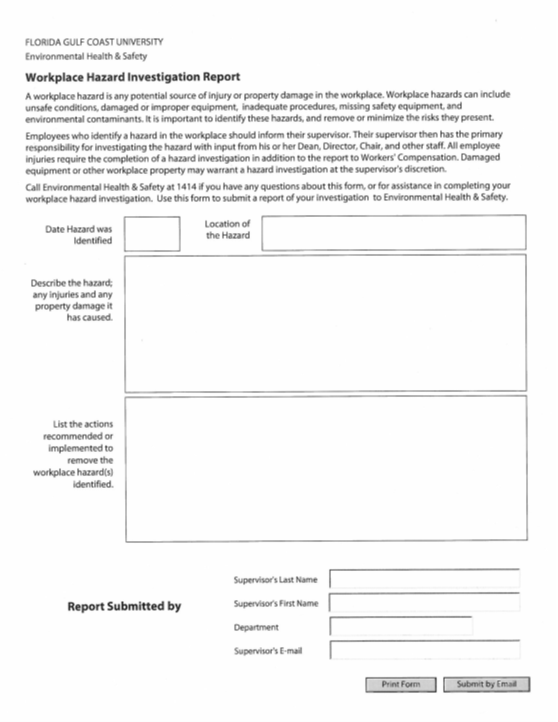 FLORIDA GULF COAST UNIVERSITY
Environmental Health & Safety
Workplace Hazard Investigation Report
A workplace hazard is any potential source of injury or property damage in the workplace. Workplace hazards can include
unsafe conditions, damaged or improper equipment, inadequate procedures, missing safety equipment, and
environmental contaminants. It is important to identify these hazards, and remove or minimize the risks they present.
Employees who identify a hazard in the workplace should inform their supervisor. Their supervisor then has the primary
responsibility for investigating the hazard with input from his or her Dean, Director, Chair, and other staff. All employee
injuries require the completion of a hazard investigation in addition to the report to Workers' Compensation. Damaged
equipment or other workplace property may warrant a hazard investigation at the supervisor's discretion.
Call Environmental Health & Safety at 1414 if you have any questions about this form, or for assistance in completing your
workplace hazard investigation. Use this form to submit a report of your investigation to Environmental Health & Safety.
Date Hazard was
Identified
Location of
the Hazard
Describe the hazard;
any injuries and any
property damage it
has caused.
List the actions
recommended or
implemented to
remove the
workplace hazard(s)
identified.
Report Submitted by
Supervisor's Last Name
Supervisor's First Name
Department
Supervisor's E-mail
Print Form
Submit by Email